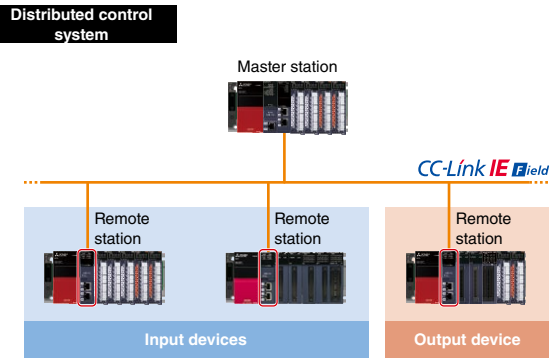 Distributed control
system
Master station
CC-Link IE Field
Remote
station
Remote
station
Remote
station
Input devices
Output device